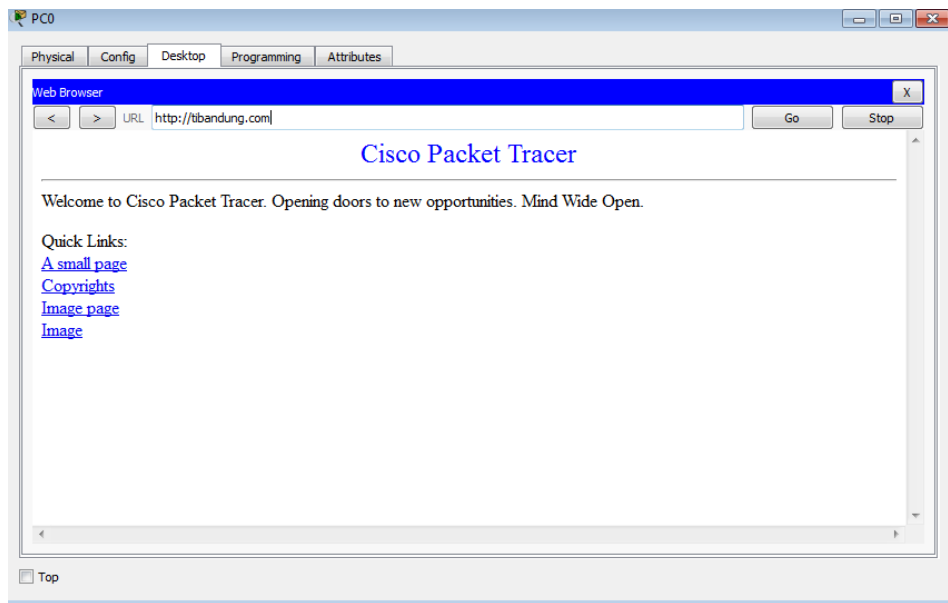 PC0
Physical Config Desktop Programming Attributes
Web Browser X
< > URL http://tibandung.com Go Stop
Cisco Packet Tracer
Welcome to Cisco Packet Tracer. Opening doors to new opportunities. Mind Wide Open.
Quick Links:
A small page
Copyrights
Image page
Image
Top